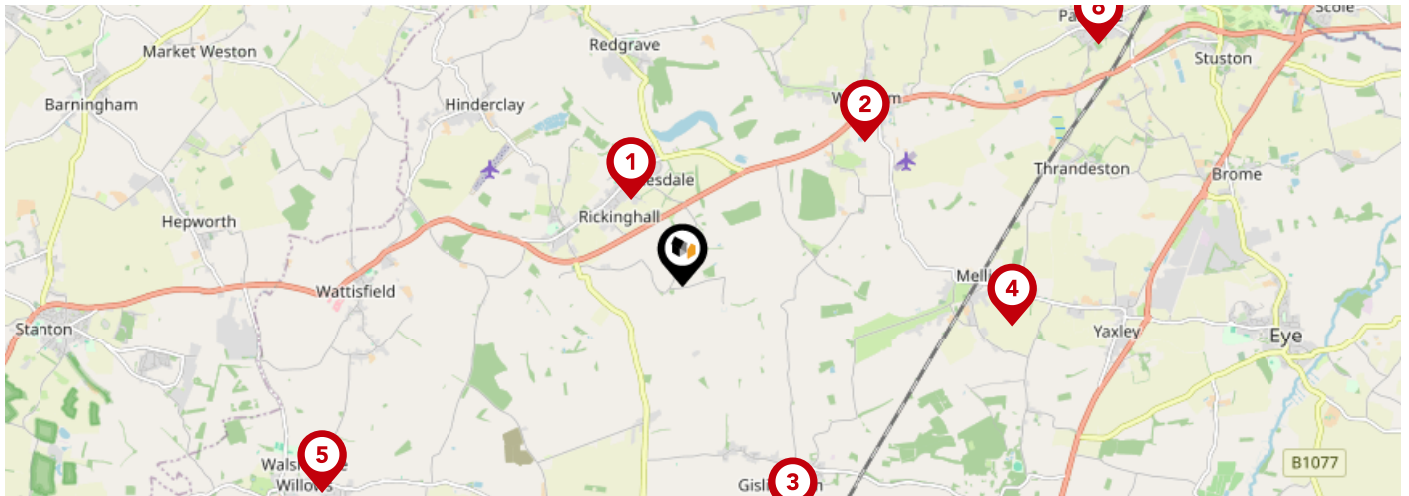 Scole
6
Redgrave
Market Weston
Stuston
Barningham
Hinderclay
2
1
Thrandeston
Brome
Rickinghall
Hepworth
4
Wattisfield
Stanton
Yaxley
Eye
5
B1077
3